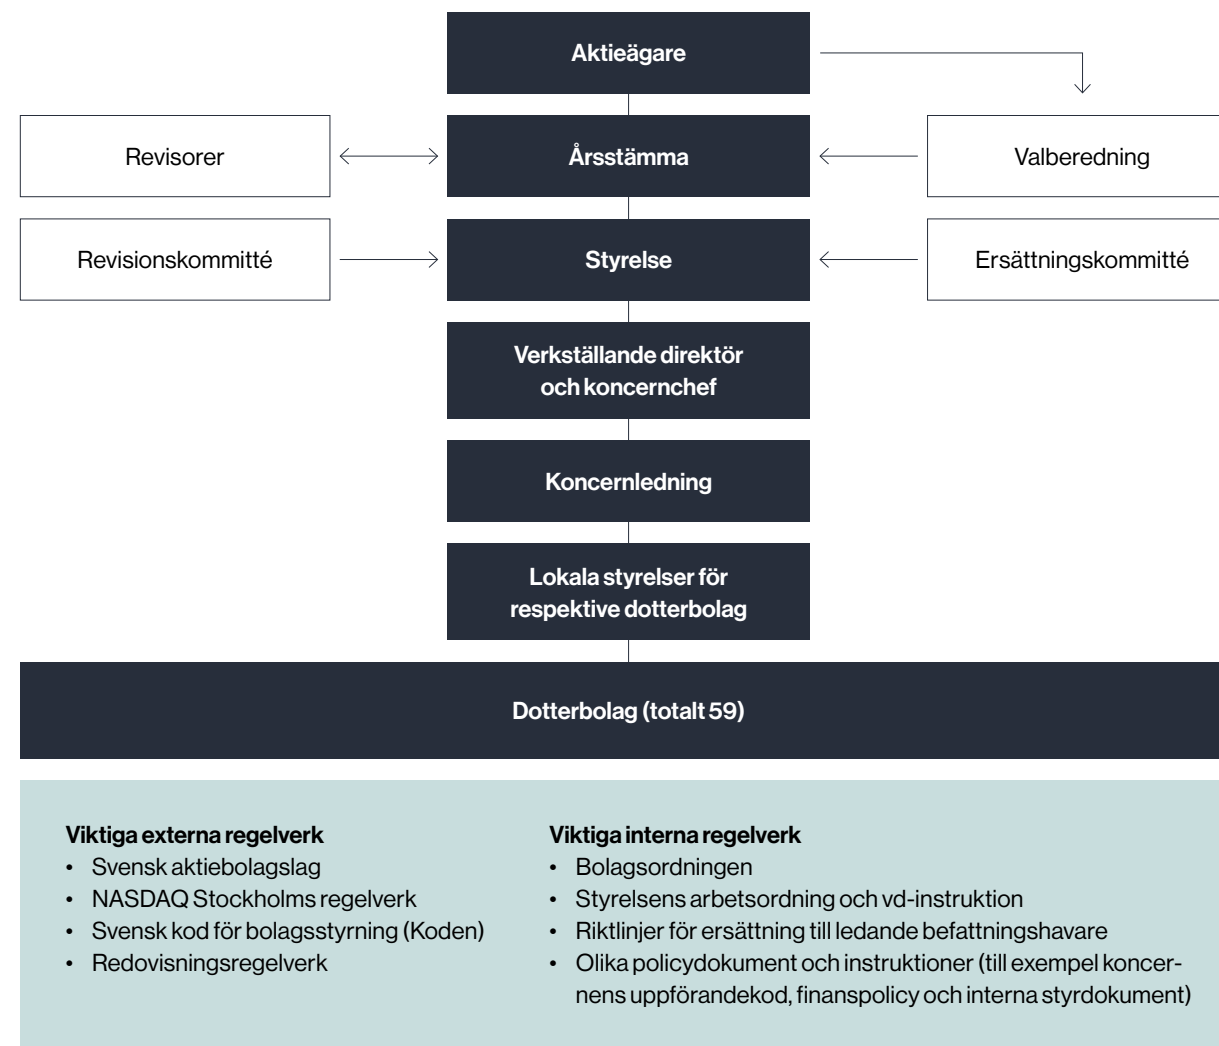 Aktieägare
Revisorer
Årsstämma
Valberedning
Revisionskommitté
Styrelse
Ersättningskommitté
Verkställande direktör
och koncernchef
Koncernledning
Lokala styrelser för
respektive dotterbolag
Dotterbolag (totalt 59)
Viktiga externa regelverk
• Svensk aktiebolagslag
• NASDAQ Stockholms regelverk
• Svensk kod för bolagsstyrning (Koden)
• Redovisningsregelverk
Viktiga interna regelverk
• Bolagsordningen
• Styrelsens arbetsordning och vd-instruktion
• Riktlinjer för ersättning till ledande befattningshavare
• Olika policydokument och instruktioner (till exempel koncer-
nens uppförandekod, finanspolicy och interna styrdokument)